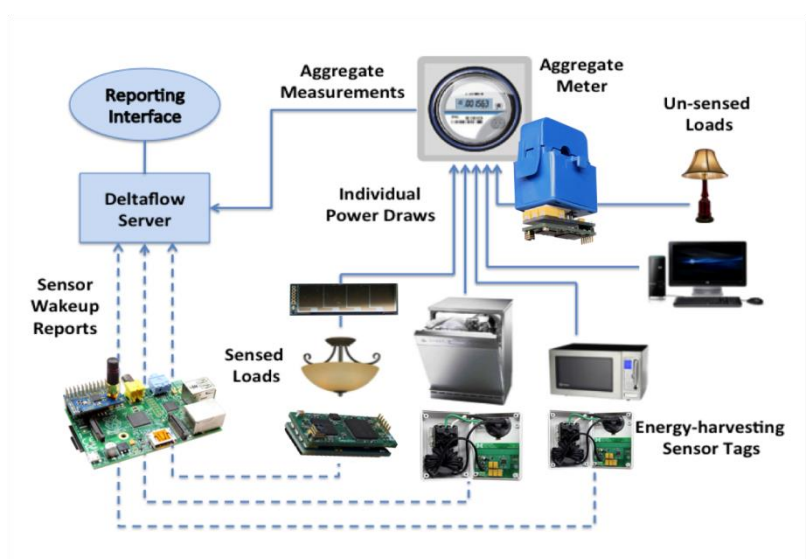 Reporting
Interface
Aggregate
Measurements
Aggregate
Meter
Un-sensed
Loads
Deltaflow
Server
Individual
Power Draws
Sensor
Wakeup
Reports
Sensed
Loads
Energy-harvesting
Sensor Tags